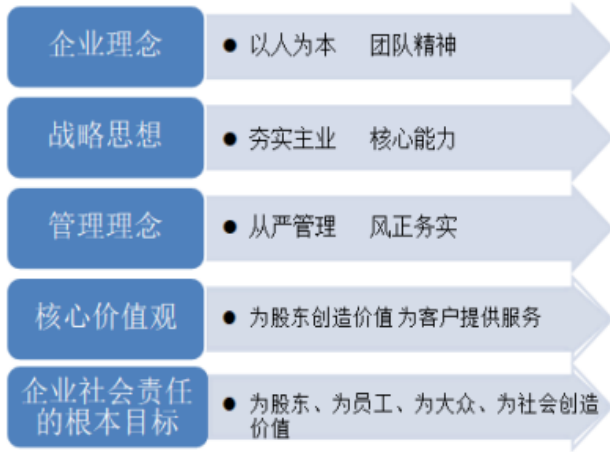 企业理念
● 以人为本 团队精神
战略思想
● 夯实主业 核心能力
管理理念
● 从严管理 风正务实
核心价值观
● 为股东创造价值 为客户提供服务
企业社会责任
的根本目标
● 为股东、为员工、为大众、为社会创造
价值